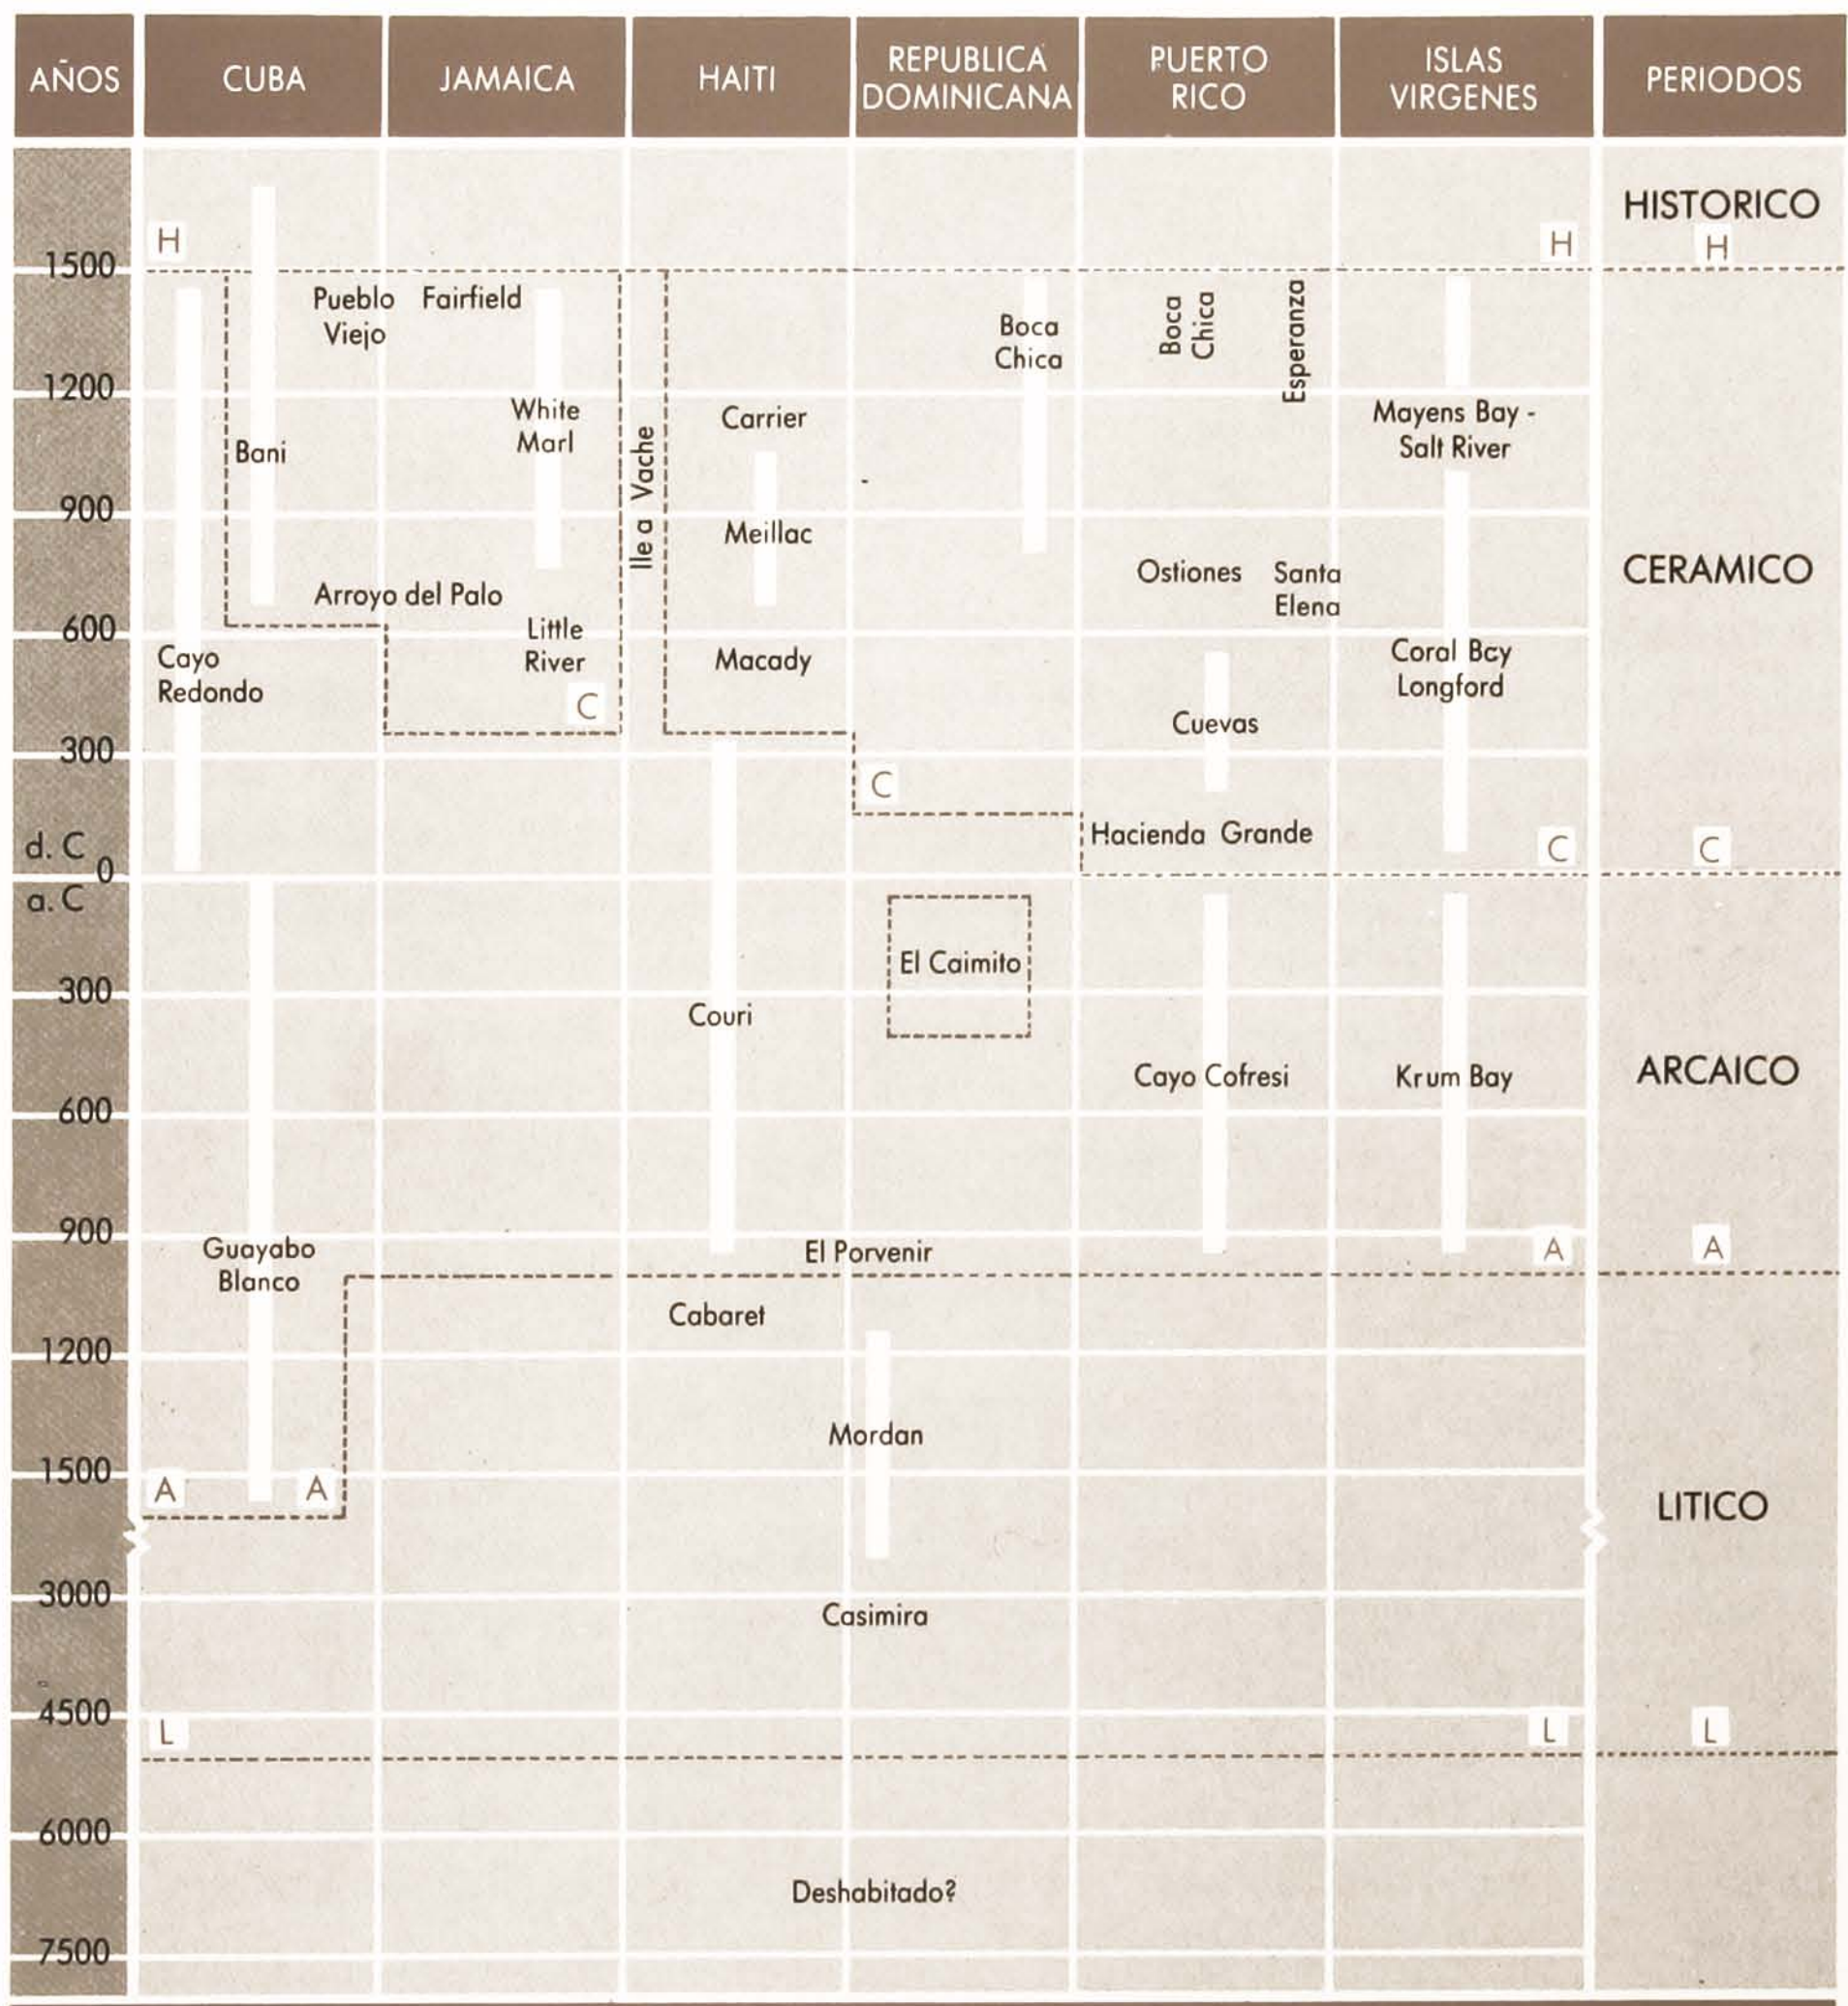 AÑOS
CUBA
JAMAICA
HAITI
REPUBLICA
DOMINICANA
PUERTO
RICO
ISLAS
VIRGENES
PERIODOS
HISTORICO
H
H
H
1500
Pueblo
Viejo
Fairfield
Boca
Chica
Boca
Chica
Esperanza
1200
White
Marl
Carrier
Mayens Bay -
Salt River
Bani
Ile a Vache
900
Meillac
Ostiones
Santa
Elena
CERAMICO
Arroyo del Palo
600
Little
River
Cayo
Redondo
Macady
Coral Bay
Longford
C
Cuevas
300
C
Hacienda Grande
d. C
0
C
C
a. C
El Caimito
300
Couri
Cayo Cofresi
Krum Bay
ARCAICO
600
900
Guayabo
Blanco
El Porvenir
A
A
Cabaret
1200
Mordan
1500
A
A
LITICO
3000
Casimira
4500
L
L
L
6000
Deshabitado?
7500